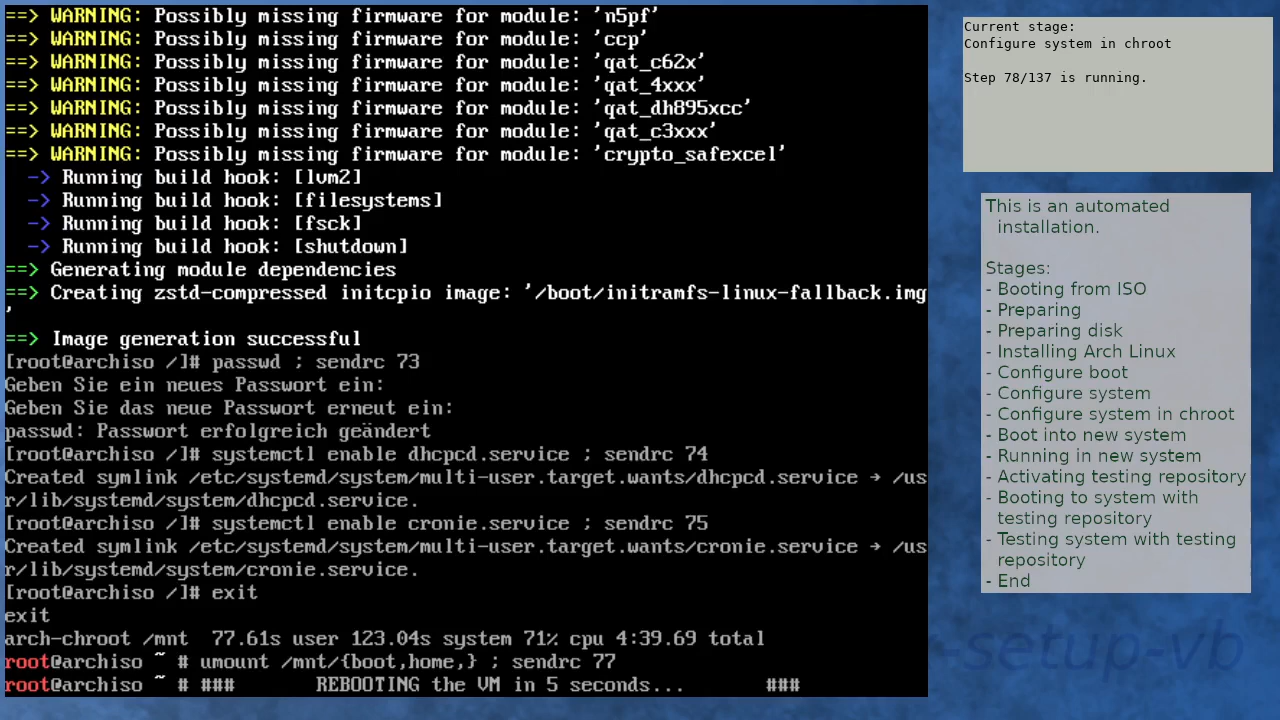 ==> WARNING: Possibly missing firmware for module: 'n5pf'
==> WARNING: Possibly missing firmware for module: 'ccp'
==> WARNING: Possibly missing firmware for module: 'qat_c62x'
==> WARNING: Possibly missing firmware for module: 'qat_4xxx'
==> WARNING: Possibly missing firmware for module: 'qat_dh895xcc'
==> WARNING: Possibly missing firmware for module: 'qat_c3xxx'
==> WARNING: Possibly missing firmware for module: 'crypto_safexcel'
  -> Running build hook: [lvm2]
  -> Running build hook: [filesystems]
  -> Running build hook: [fsck]
  -> Running build hook: [shutdown]
==> Generating module dependencies
==> Creating zstd-compressed initcpio image: '/boot/initramfs-linux-fallback.img
'
==> Image generation successful
[root@archiso /]# passwd ; sendrc 73
Geben Sie ein neues Passwort ein:
Geben Sie das neue Passwort erneut ein:
passwd: Passwort erfolgreich geändert
[root@archiso /]# systemctl enable dhcpcd.service ; sendrc 74
Created symlink /etc/systemd/system/multi-user.target.wants/dhcpcd.service → /us
r/lib/systemd/system/dhcpcd.service.
[root@archiso /]# systemctl enable cronie.service ; sendrc 75
Created symlink /etc/systemd/system/multi-user.target.wants/cronie.service → /us
r/lib/systemd/system/cronie.service.
[root@archiso /]# exit
exit
arch-chroot /mnt  77.61s user 123.04s system 71% cpu 4:39.69 total
root@archiso ~ # umount /mnt/{boot,home,} ; sendrc 77
root@archiso ~ # ###       REBOOTING the VM in 5 seconds...       ###
Current stage:
Configure system in chroot
Step 78/137 is running.
This is an automated
installation.
Stages:
- Booting from ISO
- Preparing
- Preparing disk
- Installing Arch Linux
- Configure boot
- Configure system
- Configure system in chroot
- Boot into new system
- Running in new system
- Activating testing repository
- Booting to system with
testing repository
- Testing system with testing
repository
- End
-setup-vb